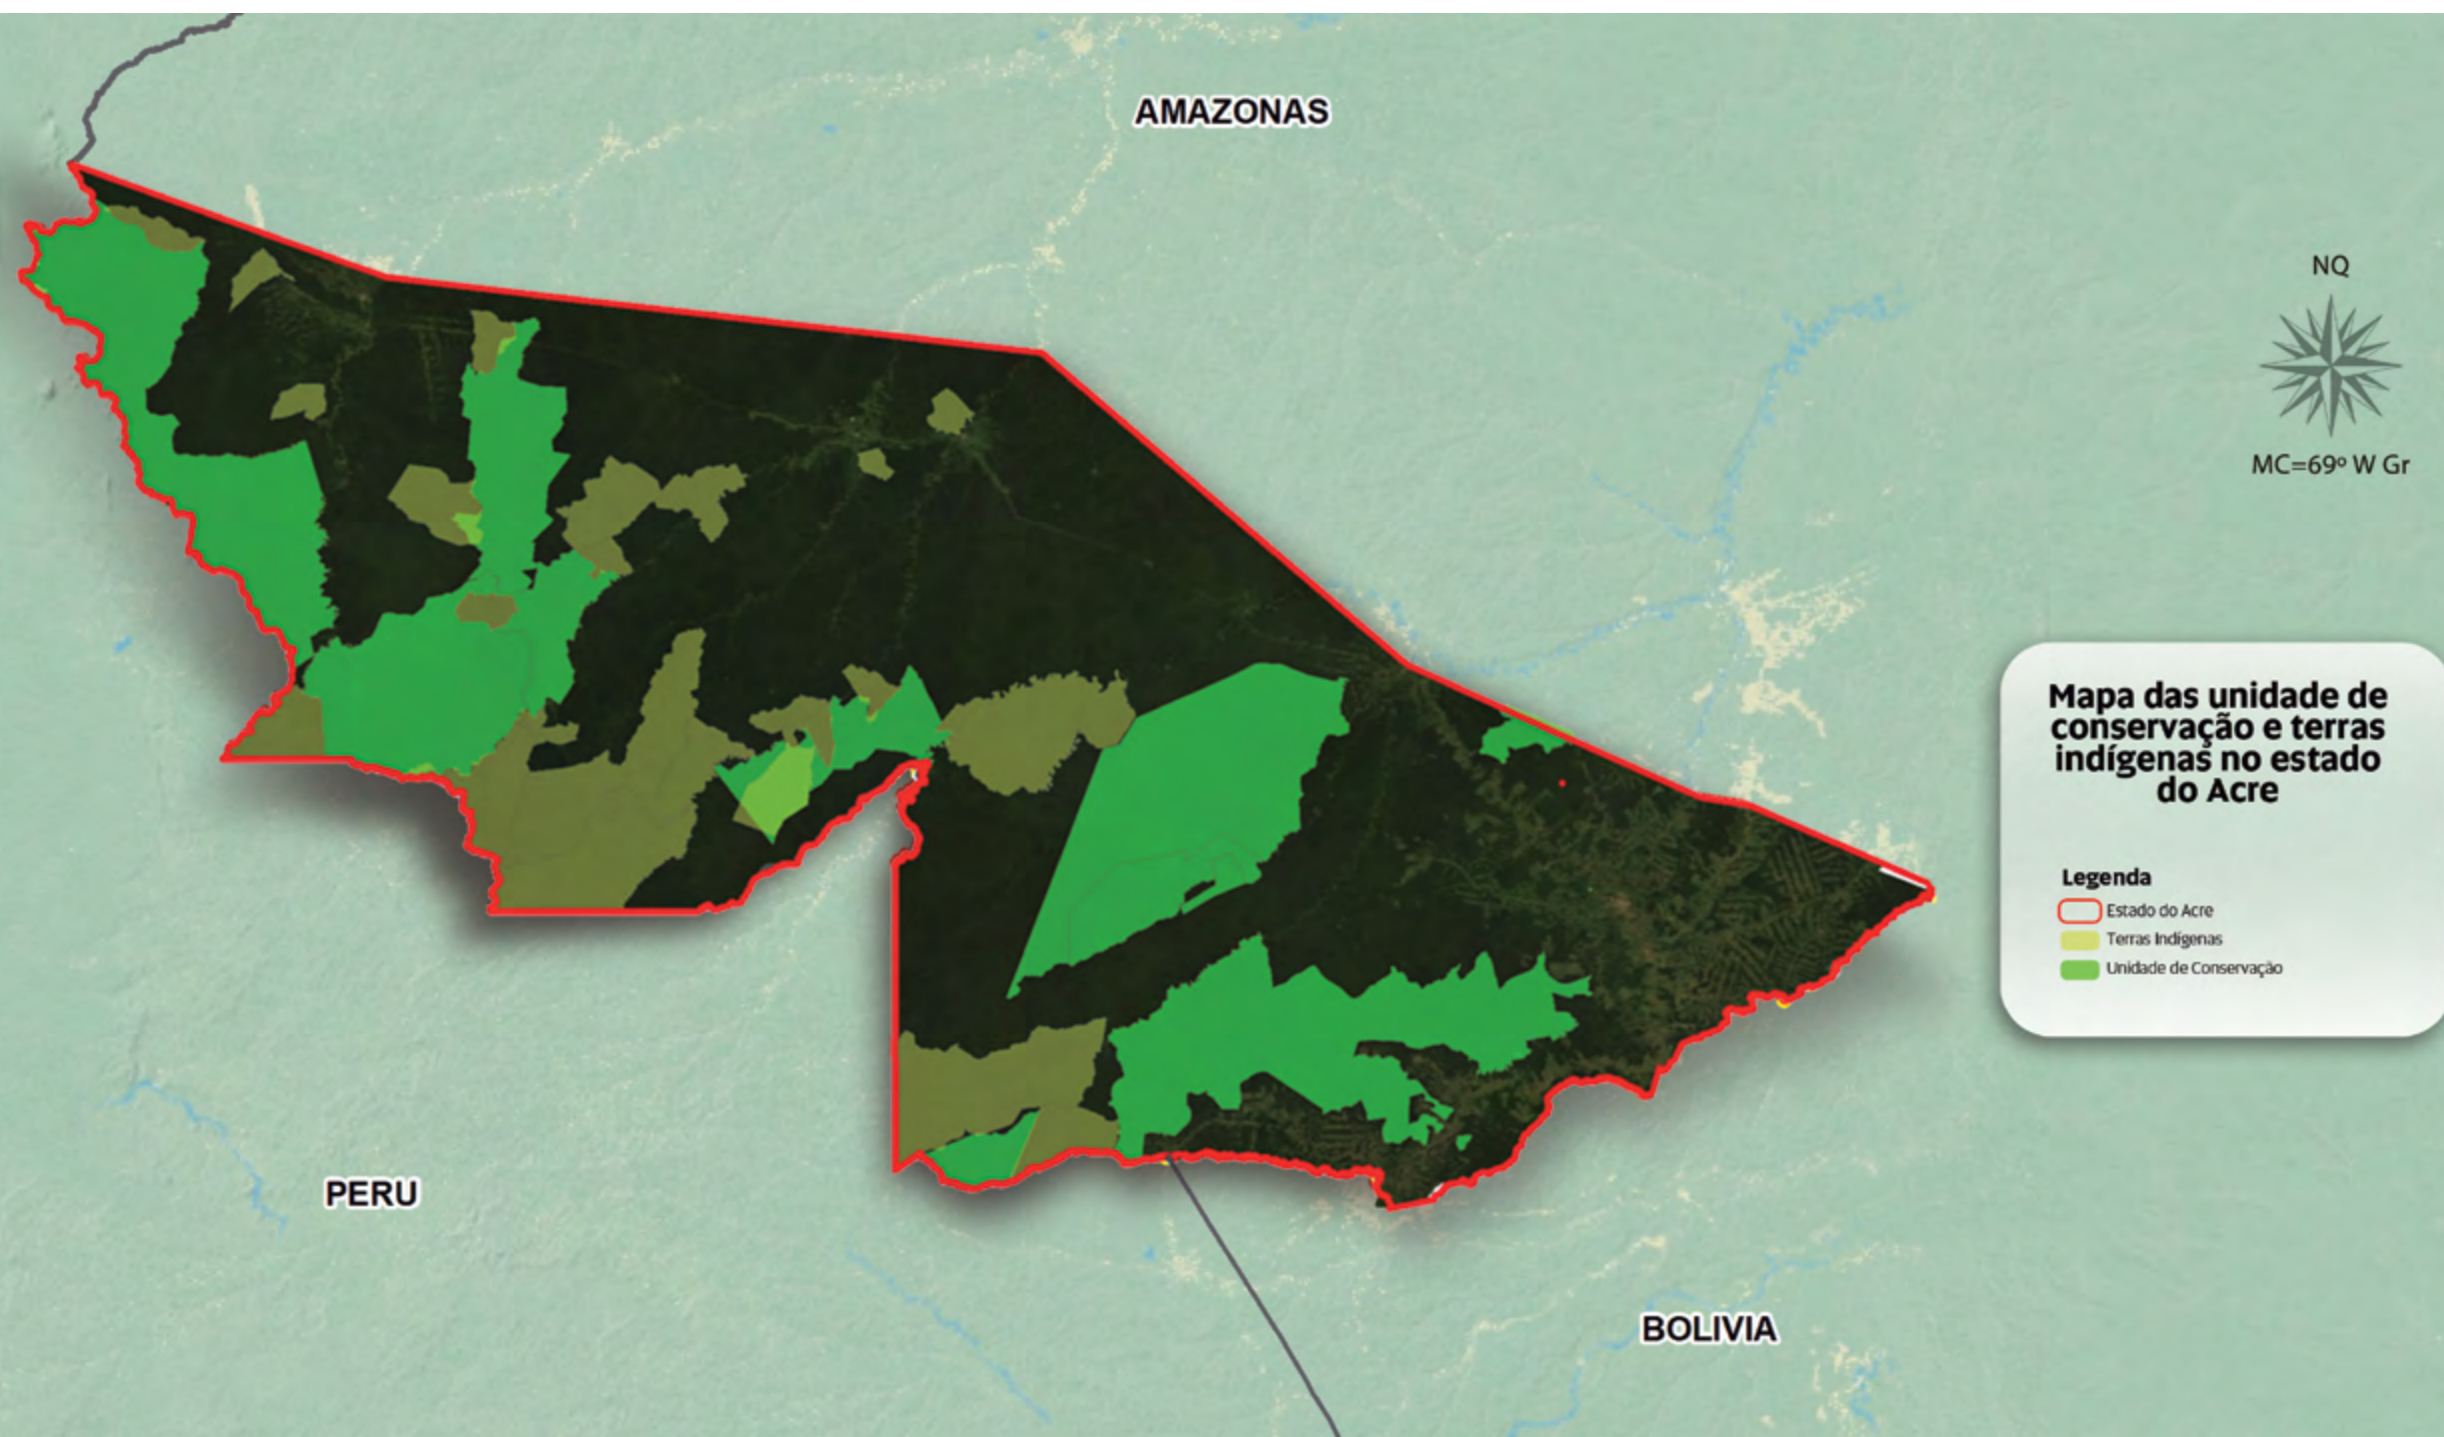 AMAZONAS
NQ
MC=69º W Gr
Mapa das unidade de
conservação e terras
indígenas no estado
do Acre
Legenda
Estado do Acre
Terras Indígenas
Unidade de Conservação
PERU
BOLIVIA